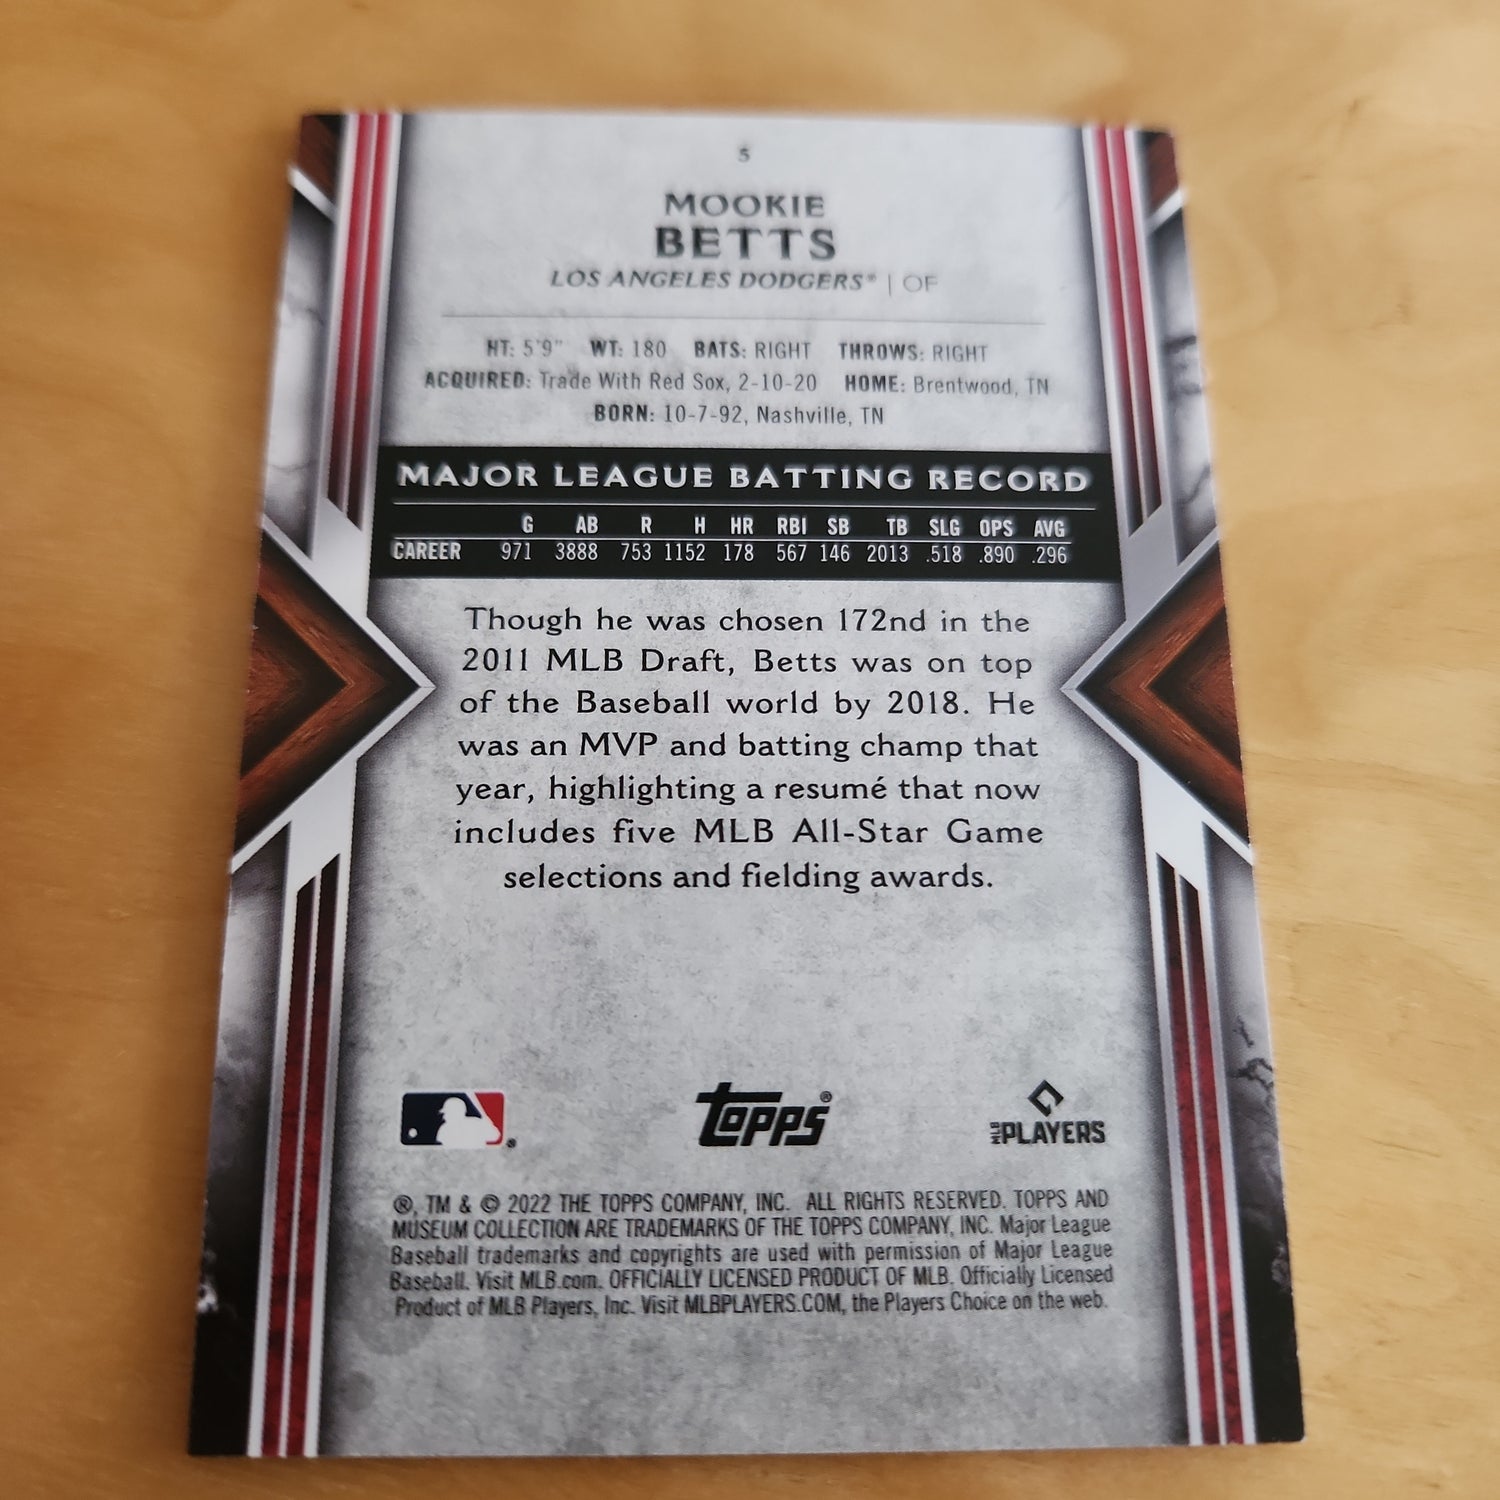 5
MOOKIE
BETTS
LOS ANGELES DODGERS® | OF
HT: 5'9" WT: 180 BATS: RIGHT THROWS: RIGHT
ACQUIRED: Trade With Red Sox, 2-10-20 HOME: Brentwood, TN
BORN: 10-7-92, Nashville, TN
MAJOR LEAGUE BATTING RECORD
G AB R H HR RBI SB TB SLG OPS AVG
CAREER 971 3888 753 1152 178 567 146 2013 .518 .890 .296
Though he was chosen 172nd in the
2011 MLB Draft, Betts was on top
of the Baseball world by 2018. He
was an MVP and batting champ that
year, highlighting a resumé that now
includes five MLB All-Star Game
selections and fielding awards.
topps®
MLB PLAYERS
®, TM & © 2022 THE TOPPS COMPANY, INC. ALL RIGHTS RESERVED. TOPPS AND
MUSEUM COLLECTION ARE TRADEMARKS OF THE TOPPS COMPANY, INC. Major League
Baseball trademarks and copyrights are used with permission of Major League
Baseball. Visit MLB.com. OFFICIALLY LICENSED PRODUCT OF MLB. Officially Licensed
Product of MLB Players, Inc. Visit MLBPLAYERS.COM, the Players Choice on the web.